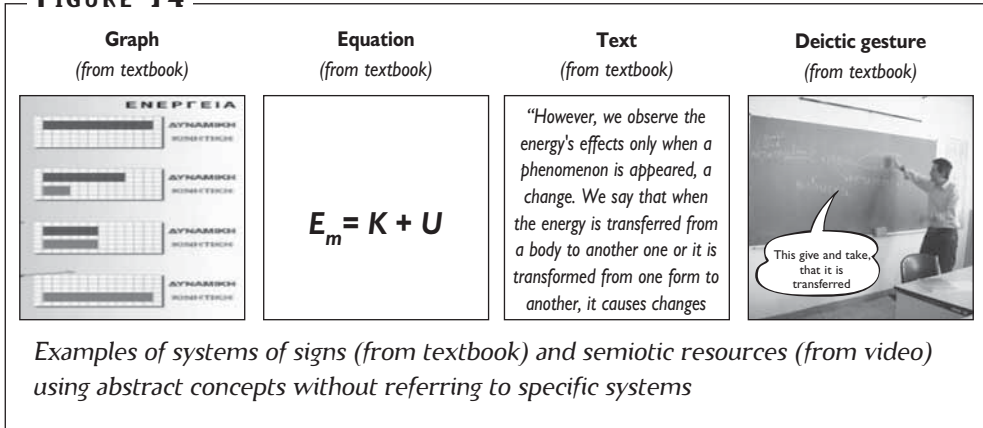 FIGURE 14
Graph
(from textbook)
ΕΝΕΡΓΕΙΑ
ΔΥΝΑΜΙΚΗ
ΚΙΝΗΤΙΚΗ
ΔΥΝΑΜΙΚΗ
ΚΙΝΗΤΙΚΗ
ΔΥΝΑΜΙΚΗ
ΚΙΝΗΤΙΚΗ
ΔΥΝΑΜΙΚΗ
ΚΙΝΗΤΙΚΗ
Equation
(from textbook)
Em= K + U
Text
(from textbook)
“However, we observe the
energy's effects only when a
phenomenon is appeared, a
change. We say that when
the energy is transferred from
a body to another one or it is
transformed from one form to
another, it causes changes
Deictic gesture
(from textbook)
This give and take,
that it is
transferred
Examples of systems of signs (from textbook) and semiotic resources (from video)
using abstract concepts without referring to specific systems